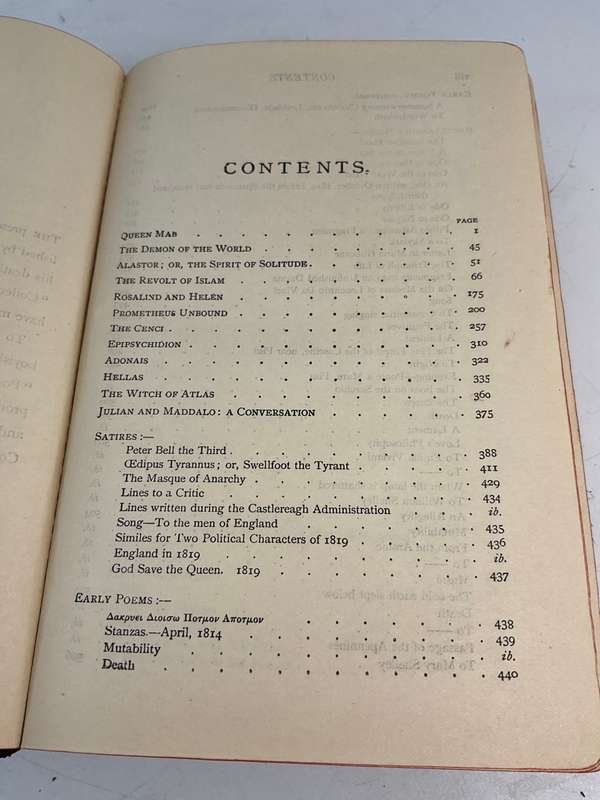 CONTENTS.
PAGE
QUEEN MAB . . . . . . . . . . 1
THE DEMON OF THE WORLD . . . . . . . . 45
ALASTOR; OR, THE SPIRIT OF SOLITUDE . . . . . . 51
THE REVOLT OF ISLAM . . . . . . . . 66
ROSALIND AND HELEN . . . . . . . . 175
PROMETHEUS UNBOUND . . . . . . . . 200
THE CENCI . . . . . . . . . . 257
EPIPSYCHIDION . . . . . . . . . 310
ADONAIS . . . . . . . . . . 322
HELLAS . . . . . . . . . . 335
THE WITCH OF ATLAS . . . . . . . . 360
JULIAN AND MADDALO: A CONVERSATION . . . . . 375
SATIRES:—
Peter Bell the Third . . . . . . . . 388
Œdipus Tyrannus; or, Swellfoot the Tyrant . . . . 411
The Masque of Anarchy . . . . . . . 429
Lines to a Critic . . . . . . . . 434
Lines written during the Castlereagh Administration . . . ib.
Song—To the men of England . . . . . . 435
Similes for Two Political Characters of 1819 . . . . 436
England in 1819 . . . . . . . . ib.
God Save the Queen. 1819 . . . . . . 437
EARLY POEMS:—
Δακρυει Διοισω Ποτμον Αποτμον . . . . . . 438
Stanzas.—April, 1814 . . . . . . . 439
Mutability . . . . . . . . . ib.
Death . . . . . . . . . . 440